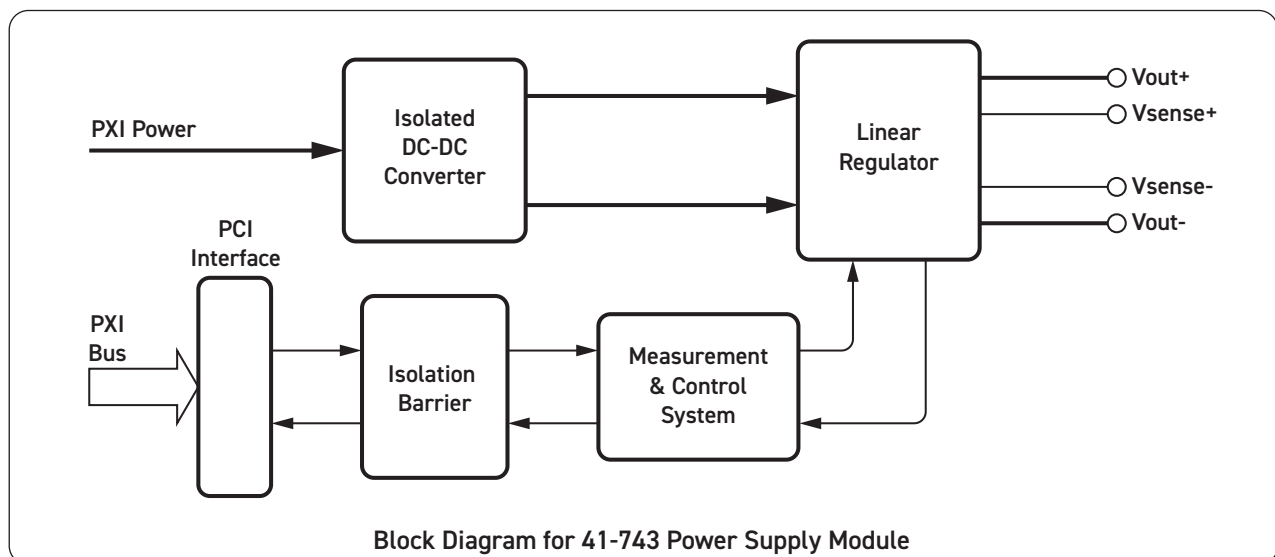 PXI Power
Isolated
DC-DC
Converter
Linear
Regulator
Vout+
Vsense+
Vsense-
Vout-
PCI
Interface
PXI
Bus
Isolation
Barrier
Measurement
& Control
System
Block Diagram for 41-743 Power Supply Module